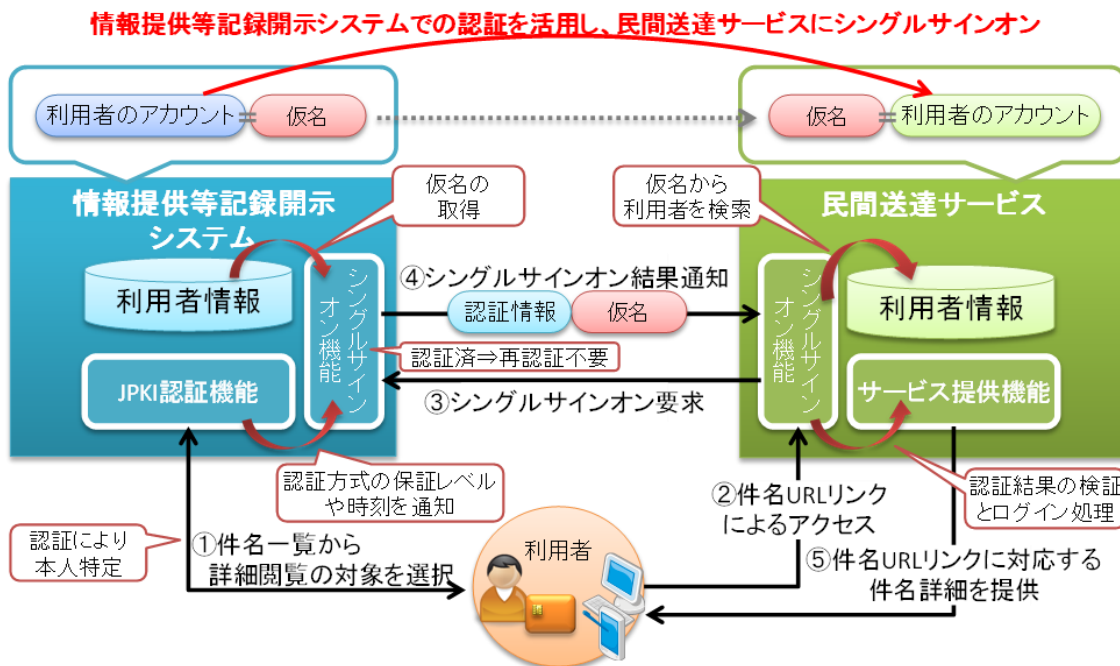 情報提供等記録開示システムでの認証を活用し、民間送達サービスにシングルサインオン
利用者のアカウント
=
仮名
仮名
=
利用者のアカウント
情報提供等記録開示
システム
仮名の
取得
仮名から
利用者を検索
民間送達サービス
利用者情報
シングルサイン
オン機能
④シングルサインオン結果通知
認証情報
仮名
シングルサイン
オン機能
利用者情報
認証済⇒再認証不要
JPKI認証機能
③シングルサインオン要求
サービス提供機能
認証方式の保証レベル
や時刻を通知
②件名URLリンク
によるアクセス
認証結果の検証
とログイン処理
認証により
本人特定
①件名一覧から
詳細閲覧の対象を選択
利用者
⑤件名URLリンクに対応する
件名詳細を提供